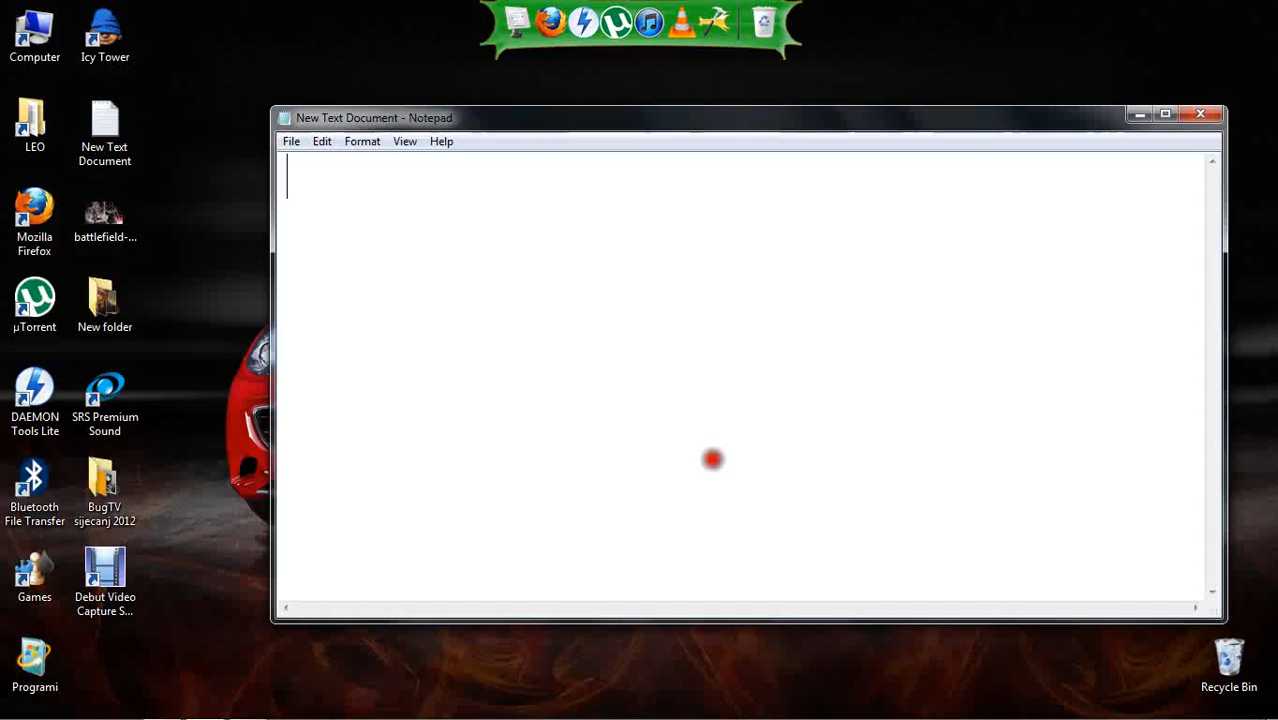 Computer
Icy Tower
LEO
New Text
Document
Mozilla
Firefox
battlefield-...
µTorrent
New folder
DAEMON
Tools Lite
SRS Premium
Sound
Bluetooth
File Transfer
BugTV
sijecanj 2012
Games
Debut Video
Capture S...
Programi
New Text Document - Notepad
File Edit Format View Help
Recycle Bin